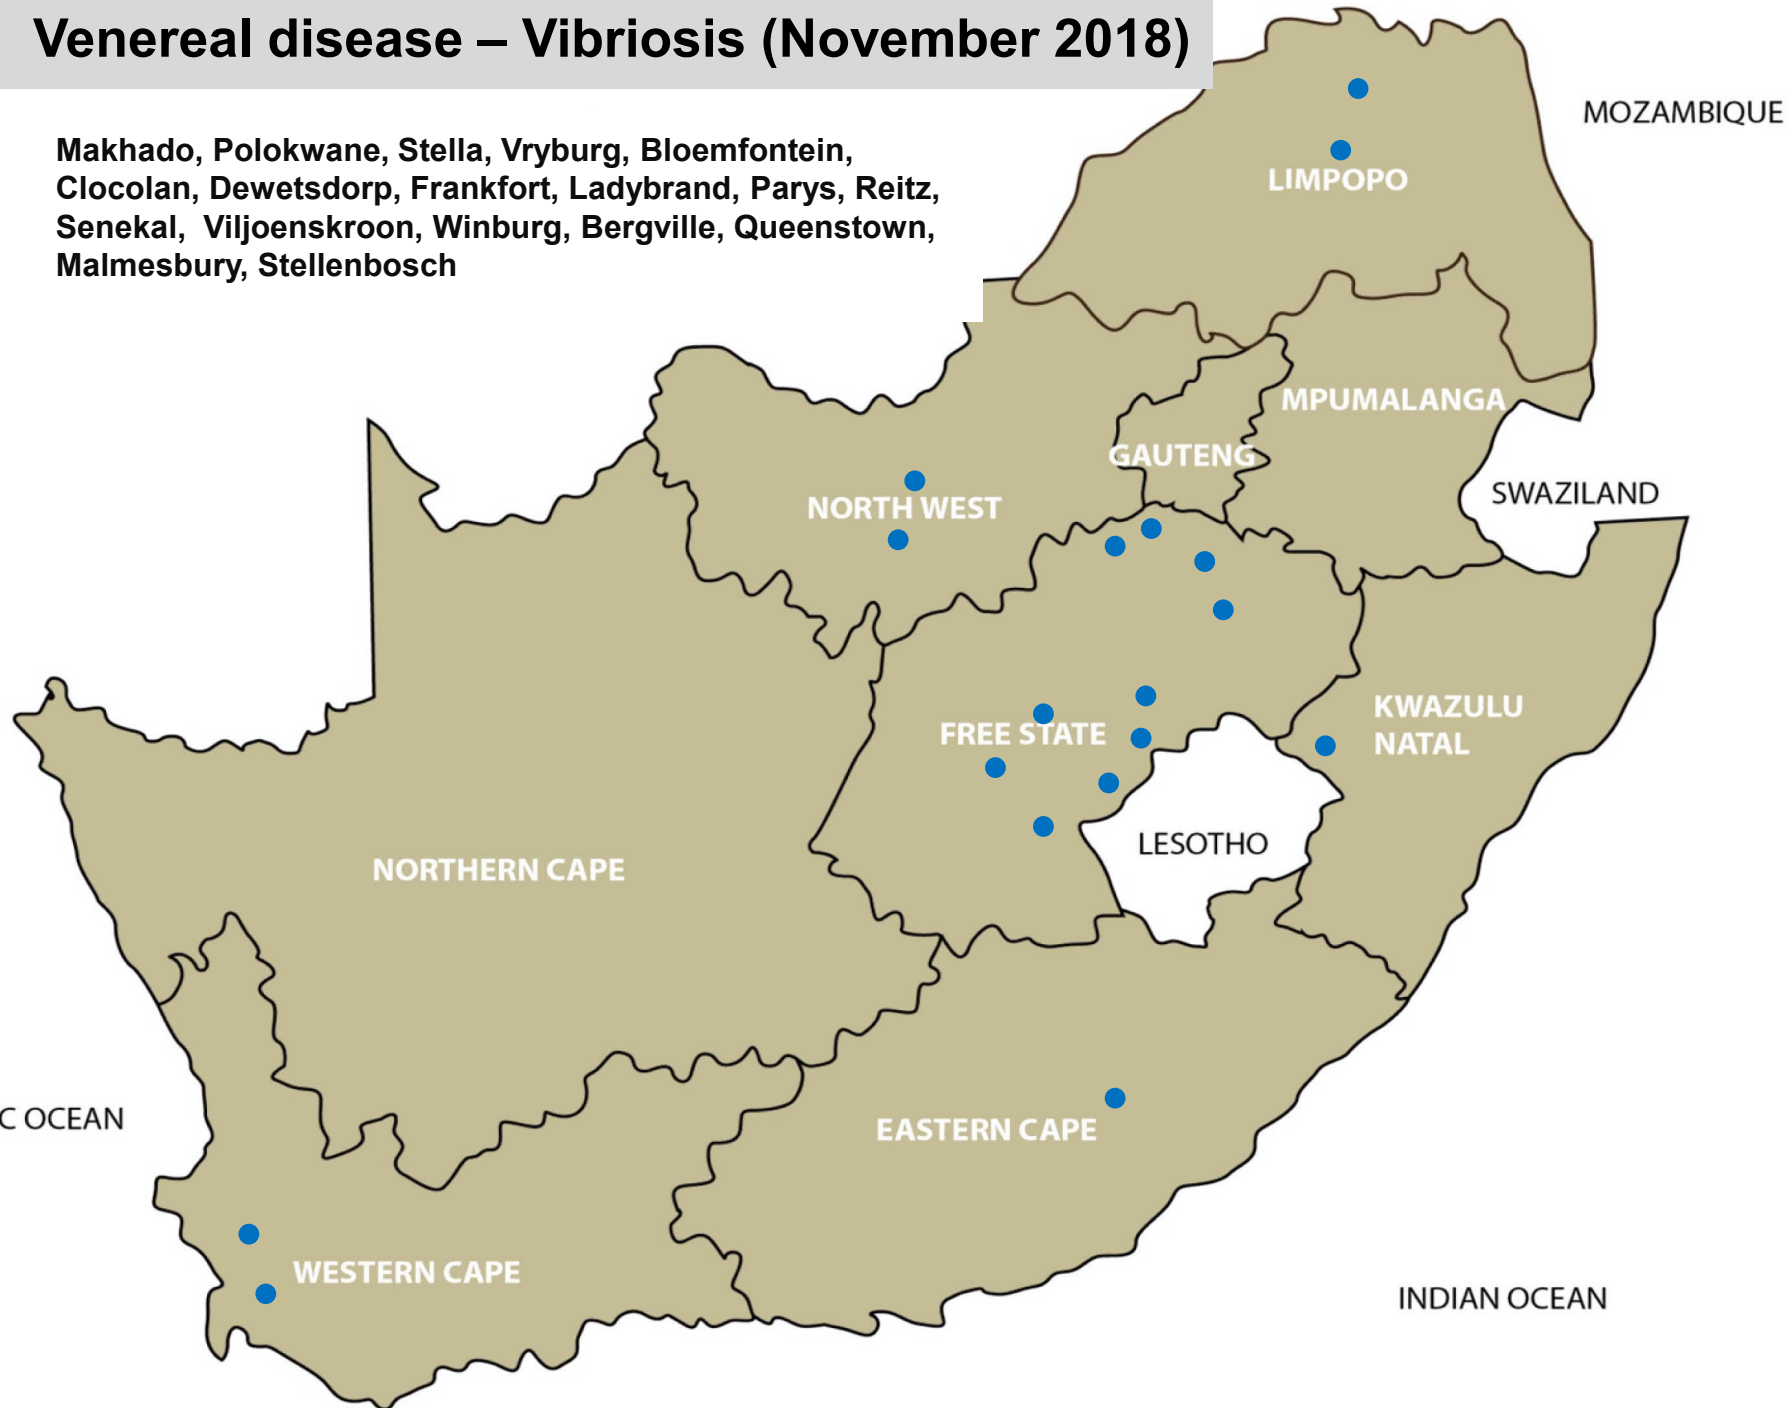 Venereal disease – Vibriosis (November 2018)
Makhado, Polokwane, Stella, Vryburg, Bloemfontein,
Clocolan, Dewetsdorp, Frankfort, Ladybrand, Parys, Reitz,
Senekal, Viljoenskroon, Winburg, Bergville, Queenstown,
Malmesbury, Stellenbosch
MOZAMBIQUE
LIMPOPO
MPUMALANGA
GAUTENG
SWAZILAND
NORTH WEST
KWAZULU
NATAL
FREE STATE
LESOTHO
NORTHERN CAPE
C OCEAN
EASTERN CAPE
WESTERN CAPE
INDIAN OCEAN